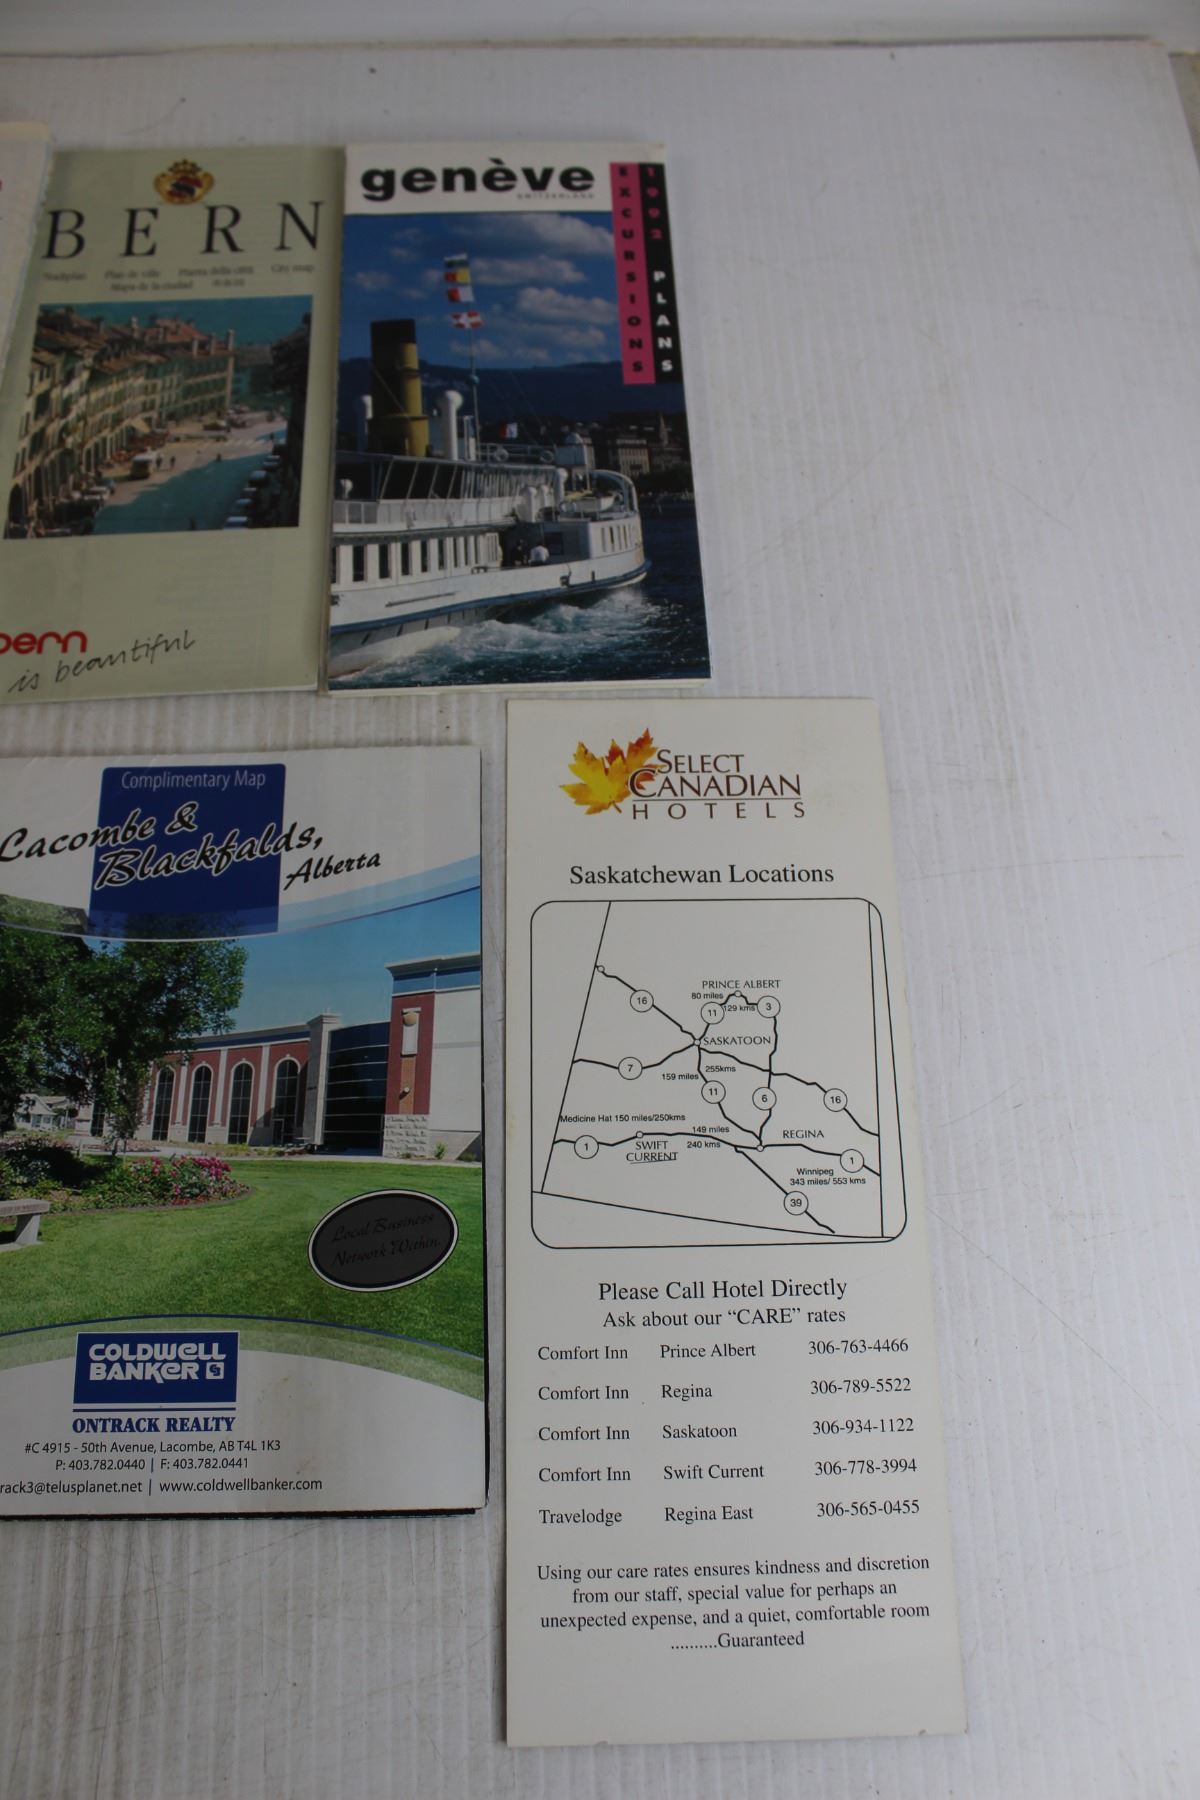 BERN
Stadtplan Plan de ville Pianta della città City map
Mapa de la ciudad
bern
is beautiful
genève
SWITZERLAND
EXCURSIONS
1992 PLANS
Complimentary Map
Lacombe &
Blackfalds,
Alberta
Local Business
Network Within.
COLDWELL
BANKER
ONTRACK REALTY
#C 4915 - 50th Avenue, Lacombe, AB T4L 1K3
P: 403.782.0440 | F: 403.782.0441
rack3@telusplanet.net | www.coldwellbanker.com
SELECT
CANADIAN
HOTELS
Saskatchewan Locations
PRINCE ALBERT
80 miles
129 kms
16
11
3
SASKATOON
7
159 miles
255kms
11
6
16
Medicine Hat 150 miles/250kms
149 miles
240 kms
REGINA
1
SWIFT
CURRENT
1
Winnipeg
343 miles/ 553 kms
39
Please Call Hotel Directly
Ask about our “CARE” rates
Comfort Inn Prince Albert 306-763-4466
Comfort Inn Regina 306-789-5522
Comfort Inn Saskatoon 306-934-1122
Comfort Inn Swift Current 306-778-3994
Travelodge Regina East 306-565-0455
Using our care rates ensures kindness and discretion
from our staff, special value for perhaps an
unexpected expense, and a quiet, comfortable room
..........Guaranteed